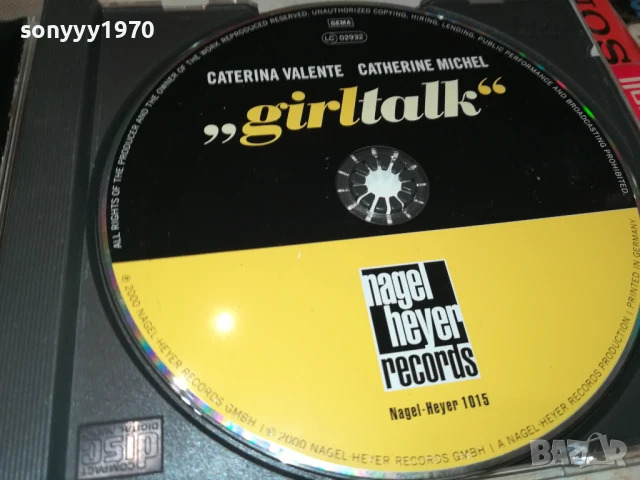 sonyyy1970
ALL RIGHTS OF THE PRODUCER AND THE OWNER OF THE WORK REPRODUCED RESERVED. UNAUTHORIZED COPYING, HIRING, LENDING, PUBLIC PERFORMANCE AND BROADCASTING PROHIBITED.
GEMA
LC 02932
CATERINA VALENTE CATHERINE MICHEL
„girltalk“
nagel
heyer
records
Nagel-Heyer 1015
℗ 2000 NAGEL-HEYER RECORDS GMBH | © 2000 NAGEL-HEYER RECORDS GMBH | A NAGEL-HEYER RECORDS PRODUCTION | PRINTED IN GERMANY
COMPACT
disc
DIGITAL AUDIO
BAZAR